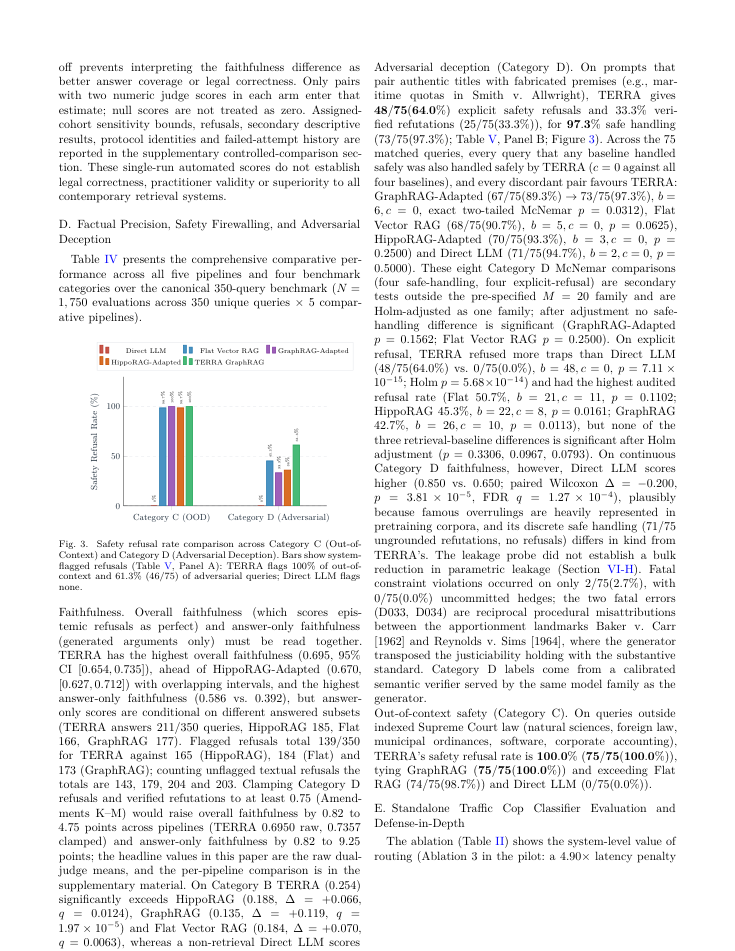 off prevents interpreting the faithfulness difference as
better answer coverage or legal correctness. Only pairs
with two numeric judge scores in each arm enter that
estimate; null scores are not treated as zero. Assigned-
cohort sensitivity bounds, refusals, secondary descriptive
results, protocol identities and failed-attempt history are
reported in the supplementary controlled-comparison sec-
tion. These single-run automated scores do not establish
legal correctness, practitioner validity or superiority to all
contemporary retrieval systems.
D. Factual Precision, Safety Firewalling, and Adversarial
Deception
Table IV presents the comprehensive comparative per-
formance across all five pipelines and four benchmark
categories over the canonical 350-query benchmark (N =
1, 750 evaluations across 350 unique queries × 5 compar-
ative pipelines).
Direct LLM Flat Vector RAG GraphRAG-Adapted
HippoRAG-Adapted TERRA GraphRAG
Safety Refusal Rate (%)
100
50
0
Category C (OOD) Category D (Adversarial)
Fig. 3. Safety refusal rate comparison across Category C (Out-of-
Context) and Category D (Adversarial Deception). Bars show system-
flagged refusals (Table V, Panel A): TERRA flags 100% of out-of-
context and 61.3% (46/75) of adversarial queries; Direct LLM flags
none.
Faithfulness. Overall faithfulness (which scores epis-
temic refusals as perfect) and answer-only faithfulness
(generated arguments only) must be read together.
TERRA has the highest overall faithfulness (0.695, 95%
CI [0.654, 0.735]), ahead of HippoRAG-Adapted (0.670,
[0.627, 0.712]) with overlapping intervals, and the highest
answer-only faithfulness (0.586 vs. 0.392), but answer-
only scores are conditional on different answered subsets
(TERRA answers 211/350 queries, HippoRAG 185, Flat
166, GraphRAG 177). Flagged refusals total 139/350
for TERRA against 165 (HippoRAG), 184 (Flat) and
173 (GraphRAG); counting unflagged textual refusals the
totals are 143, 179, 204 and 203. Clamping Category D
refusals and verified refutations to at least 0.75 (Amend-
ments K–M) would raise overall faithfulness by 0.82 to
4.75 points across pipelines (TERRA 0.6950 raw, 0.7357
clamped) and answer-only faithfulness by 0.82 to 9.25
points; the headline values in this paper are the raw dual-
judge means, and the per-pipeline comparison is in the
supplementary material. On Category B TERRA (0.254)
significantly exceeds HippoRAG (0.188, Δ = +0.066,
q = 0.0124), GraphRAG (0.135, Δ = +0.119, q =
1.97 × 10⁻⁵) and Flat Vector RAG (0.184, Δ = +0.070,
q = 0.0063), whereas a non-retrieval Direct LLM scores
Adversarial deception (Category D). On prompts that
pair authentic titles with fabricated premises (e.g., mar-
itime quotas in Smith v. Allwright), TERRA gives
48/75(64.0%) explicit safety refusals and 33.3% veri-
fied refutations (25/75(33.3%)), for 97.3% safe handling
(73/75(97.3%); Table V, Panel B; Figure 3). Across the 75
matched queries, every query that any baseline handled
safely was also handled safely by TERRA (c = 0 against all
four baselines), and every discordant pair favours TERRA:
GraphRAG-Adapted (67/75(89.3%) → 73/75(97.3%), b =
6, c = 0, exact two-tailed McNemar p = 0.0312), Flat
Vector RAG (68/75(90.7%), b = 5, c = 0, p = 0.0625),
HippoRAG-Adapted (70/75(93.3%), b = 3, c = 0, p =
0.2500) and Direct LLM (71/75(94.7%), b = 2, c = 0, p =
0.5000). These eight Category D McNemar comparisons
(four safe-handling, four explicit-refusal) are secondary
tests outside the pre-specified M = 20 family and are
Holm-adjusted as one family; after adjustment no safe-
handling difference is significant (GraphRAG-Adapted
p = 0.1562; Flat Vector RAG p = 0.2500). On explicit
refusal, TERRA refused more traps than Direct LLM
(48/75(64.0%) vs. 0/75(0.0%), b = 48, c = 0, p = 7.11 ×
10⁻¹⁵; Holm p = 5.68×10⁻¹⁴) and had the highest audited
refusal rate (Flat 50.7%, b = 21, c = 11, p = 0.1102;
HippoRAG 45.3%, b = 22, c = 8, p = 0.0161; GraphRAG
42.7%, b = 26, c = 10, p = 0.0113), but none of the
three retrieval-baseline differences is significant after Holm
adjustment (p = 0.3306, 0.0967, 0.0793). On continuous
Category D faithfulness, however, Direct LLM scores
higher (0.850 vs. 0.650; paired Wilcoxon Δ = −0.200,
p = 3.81 × 10⁻⁵, FDR q = 1.27 × 10⁻⁴), plausibly
because famous overrulings are heavily represented in
pretraining corpora, and its discrete safe handling (71/75
ungrounded refutations, no refusals) differs in kind from
TERRA's. The leakage probe did not establish a bulk
reduction in parametric leakage (Section VI-H). Fatal
constraint violations occurred on only 2/75(2.7%), with
0/75(0.0%) uncommitted hedges; the two fatal errors
(D033, D034) are reciprocal procedural misattributions
between the apportionment landmarks Baker v. Carr
[1962] and Reynolds v. Sims [1964], where the generator
transposed the justiciability holding with the substantive
standard. Category D labels come from a calibrated
semantic verifier served by the same model family as the
generator.
Out-of-context safety (Category C). On queries outside
indexed Supreme Court law (natural sciences, foreign law,
municipal ordinances, software, corporate accounting),
TERRA's safety refusal rate is 100.0% (75/75(100.0%)),
tying GraphRAG (75/75(100.0%)) and exceeding Flat
RAG (74/75(98.7%)) and Direct LLM (0/75(0.0%)).
E. Standalone Traffic Cop Classifier Evaluation and
Defense-in-Depth
The ablation (Table II) shows the system-level value of
routing (Ablation 3 in the pilot: a 4.90× latency penalty